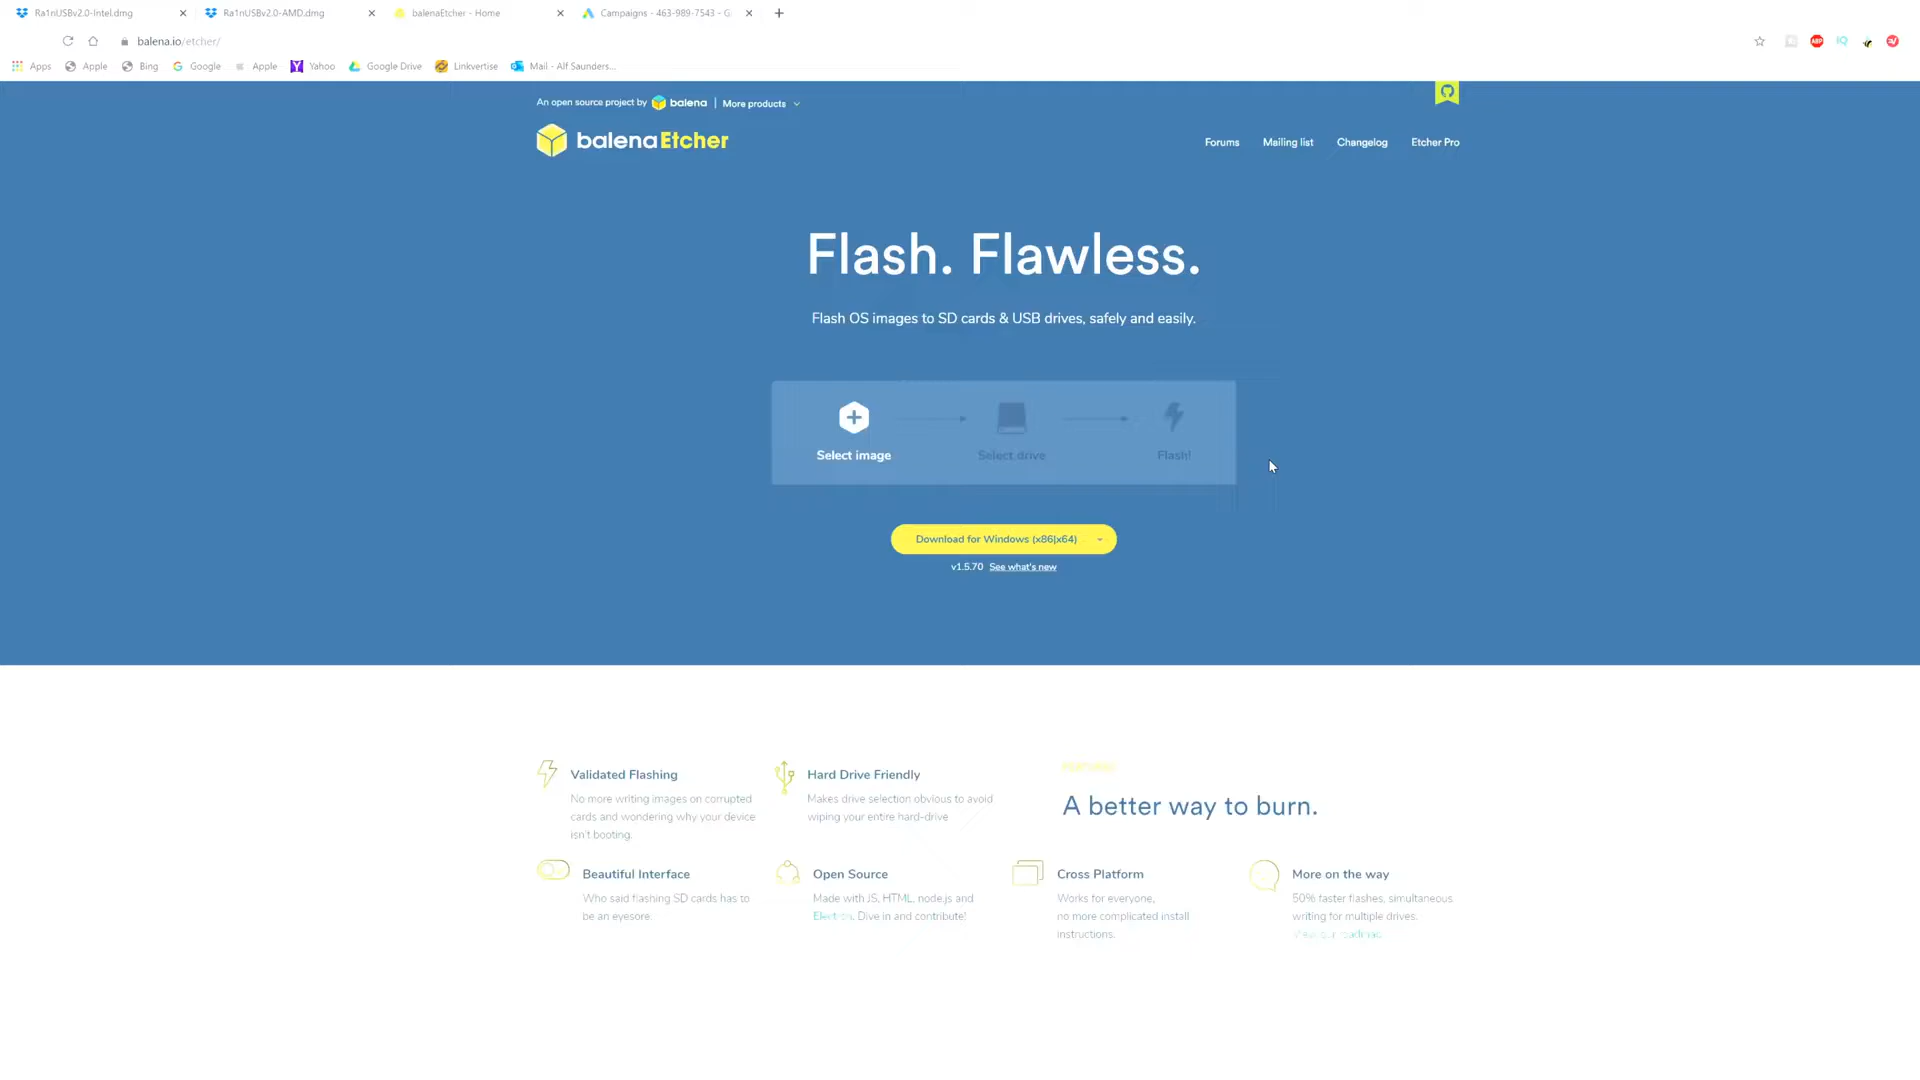 Ra1nUSBv2.0-Intel.dmg
Ra1nUSBv2.0-AMD.dmg
balenaEtcher - Home
Campaigns - 463-989-7543 - G
balena.io/etcher/
Apps
Apple
Bing
Google
Apple
Yahoo
Google Drive
Linkvertise
Mail - Alf Saunders...
An open source project by balena | More products
balenaEtcher
Forums
Mailing list
Changelog
Etcher Pro
Flash. Flawless.
Flash OS images to SD cards & USB drives, safely and easily.
Select image
Select drive
Flash!
Download for Windows (x86|x64)
v1.5.70 See what's new
Validated Flashing
No more writing images on corrupted
cards and wondering why your device
isn't booting.
Hard Drive Friendly
Makes drive selection obvious to avoid
wiping your entire hard-drive
A better way to burn.
Beautiful Interface
Who said flashing SD cards has to
be an eyesore.
Open Source
Made with JS, HTML, node.js and
Electron. Dive in and contribute!
Cross Platform
Works for everyone,
no more complicated install
instructions.
More on the way
50% faster flashes, simultaneous
writing for multiple drives.
View our roadmap